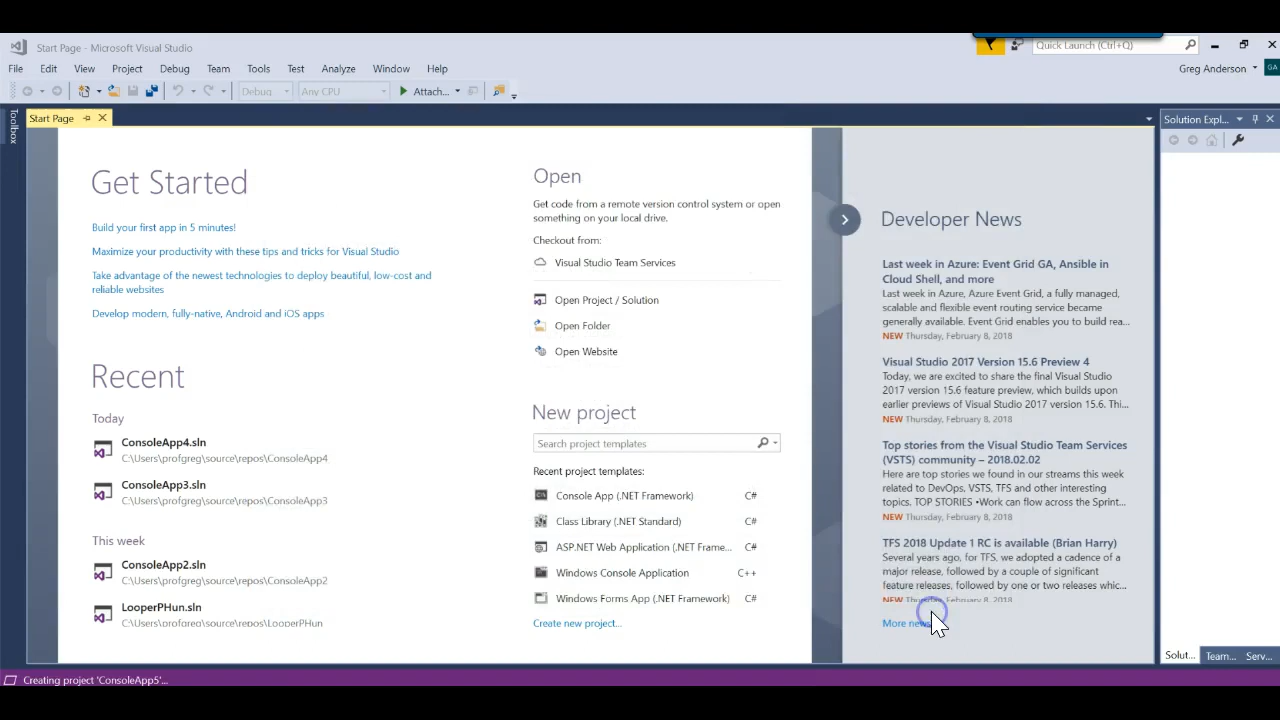 Start Page - Microsoft Visual Studio
Quick Launch (Ctrl+Q)
File Edit View Project Debug Team Tools Test Analyze Window Help
Greg Anderson
GA
Debug Any CPU Attach...
Toolbox
Start Page
Solution Expl...
Get Started
Build your first app in 5 minutes!
Maximize your productivity with these tips and tricks for Visual Studio
Take advantage of the newest technologies to deploy beautiful, low-cost and
reliable websites
Develop modern, fully-native, Android and iOS apps
Recent
Today
ConsoleApp4.sln
C:\Users\profgreg\source\repos\ConsoleApp4
ConsoleApp3.sln
C:\Users\profgreg\source\repos\ConsoleApp3
This week
ConsoleApp2.sln
C:\Users\profgreg\source\repos\ConsoleApp2
LooperPHun.sln
C:\Users\profgreg\source\repos\LooperPHun
Open
Get code from a remote version control system or open
something on your local drive.
Checkout from:
Visual Studio Team Services
Open Project / Solution
Open Folder
Open Website
New project
Search project templates
Recent project templates:
Console App (.NET Framework) C#
Class Library (.NET Standard) C#
ASP.NET Web Application (.NET Frame... C#
Windows Console Application C++
Windows Forms App (.NET Framework) C#
Create new project...
Developer News
Last week in Azure: Event Grid GA, Ansible in
Cloud Shell, and more
Last week in Azure, Azure Event Grid, a fully managed,
scalable and flexible event routing service became
generally available. Event Grid enables you to build rea...
NEW Thursday, February 8, 2018
Visual Studio 2017 Version 15.6 Preview 4
Today, we are excited to share the final Visual Studio
2017 version 15.6 feature preview, which builds upon
earlier previews of Visual Studio 2017 version 15.6. Thi...
NEW Thursday, February 8, 2018
Top stories from the Visual Studio Team Services
(VSTS) community – 2018.02.02
Here are top stories we found in our streams this week
related to DevOps, VSTS, TFS and other interesting
topics. TOP STORIES •Work can flow across the Sprint...
NEW Thursday, February 8, 2018
TFS 2018 Update 1 RC is available (Brian Harry)
Several years ago, for TFS, we adopted a cadence of a
major release, followed by a couple of significant
feature releases, followed by one or two releases whic...
NEW Thursday, February 8, 2018
More news
Solut... Team... Serv...
Creating project 'ConsoleApp5'...